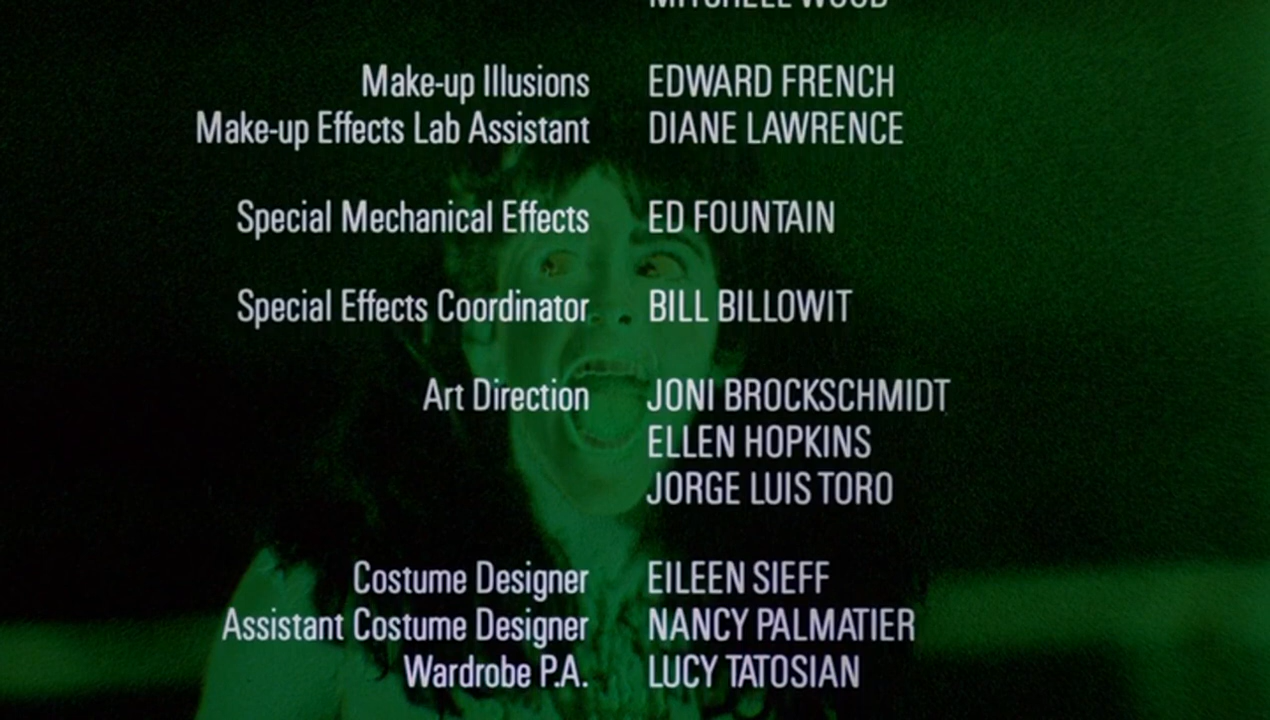 MITCHELL WOOD
Make-up Illusions EDWARD FRENCH
Make-up Effects Lab Assistant DIANE LAWRENCE
Special Mechanical Effects ED FOUNTAIN
Special Effects Coordinator BILL BILLOWIT
Art Direction JONI BROCKSCHMIDT
ELLEN HOPKINS
JORGE LUIS TORO
Costume Designer EILEEN SIEFF
Assistant Costume Designer NANCY PALMATIER
Wardrobe P.A. LUCY TATOSIAN